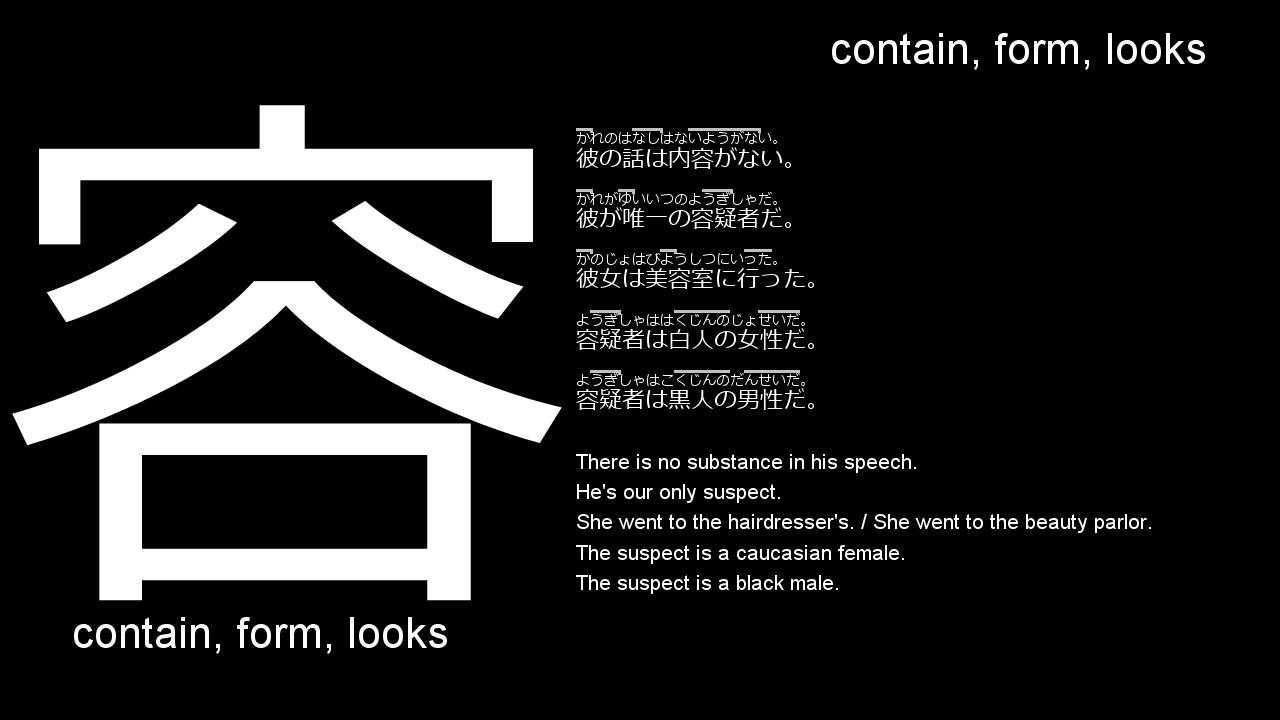 contain, form, looks
容
contain, form, looks
かれのはなしはないようがない。
彼の話は内容がない。
かれがゆいいつのようぎしゃだ。
彼が唯一の容疑者だ。
かのじょはびようしつにいった。
彼女は美容室に行った。
ようぎしゃははくじんのじょせいだ。
容疑者は白人の女性だ。
ようぎしゃはこくじんのだんせいだ。
容疑者は黒人の男性だ。
There is no substance in his speech.
He's our only suspect.
She went to the hairdresser's. / She went to the beauty parlor.
The suspect is a caucasian female.
The suspect is a black male.